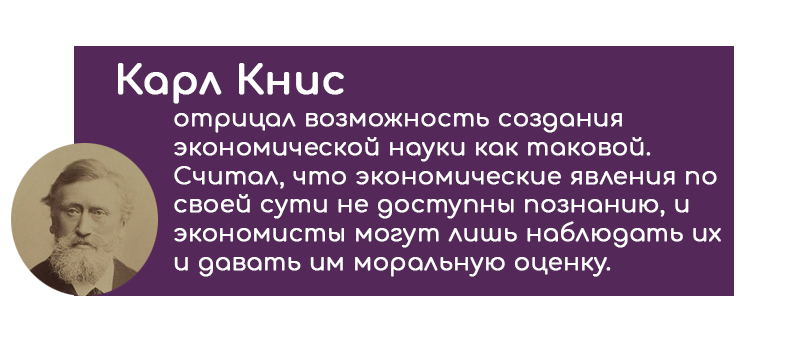 Карл Книс
отрицал возможность создания
экономической науки как таковой.
Считал, что экономические явления по
своей сути не доступны познанию, и
экономисты могут лишь наблюдать их
и давать им моральную оценку.